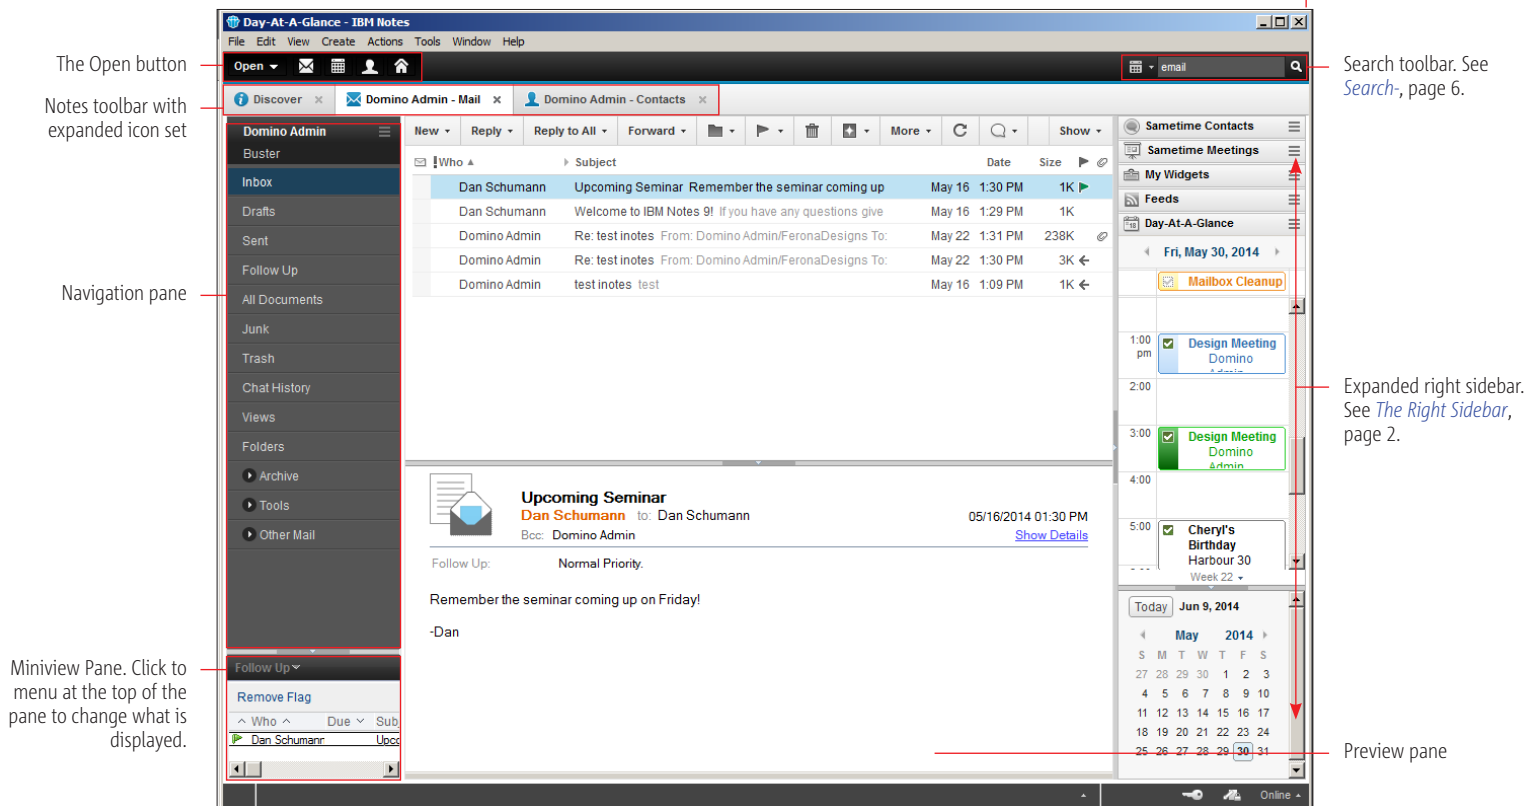 Day-At-A-Glance - IBM Notes
File Edit View Create Actions Tools Window Help
The Open button
Open
email
Search toolbar. See
Search-, page 6.
Notes toolbar with
expanded icon set
Discover
Domino Admin - Mail
Domino Admin - Contacts
Domino Admin
Buster
Inbox
Drafts
Sent
Follow Up
All Documents
Junk
Trash
Chat History
Views
Folders
Archive
Tools
Other Mail
Navigation pane
New Reply Reply to All Forward More Show
Who Subject Date Size
Dan Schumann Upcoming Seminar Remember the seminar coming up May 16 1:30 PM 1K
Dan Schumann Welcome to IBM Notes 9! If you have any questions give May 16 1:29 PM 1K
Domino Admin Re: test inotes From: Domino Admin/FeronaDesigns To: May 22 1:31 PM 238K
Domino Admin Re: test inotes From: Domino Admin/FeronaDesigns To: May 22 1:30 PM 3K
Domino Admin test inotes test May 16 1:09 PM 1K
Upcoming Seminar
Dan Schumann to: Dan Schumann 05/16/2014 01:30 PM
Bcc: Domino Admin Show Details
Follow Up: Normal Priority.
Remember the seminar coming up on Friday!
-Dan
Sametime Contacts
Sametime Meetings
My Widgets
Feeds
Day-At-A-Glance
Fri, May 30, 2014
Mailbox Cleanup
1:00 pm
Design Meeting
Domino
Admin
2:00
3:00
Design Meeting
Domino
Admin
4:00
5:00
Cheryl's
Birthday
Harbour 30
Week 22
Expanded right sidebar.
See The Right Sidebar,
page 2.
Today Jun 9, 2014
May 2014
S M T W T F S
27 28 29 30 1 2 3
4 5 6 7 8 9 10
11 12 13 14 15 16 17
18 19 20 21 22 23 24
25 26 27 28 29 30 31
Miniview Pane. Click to
menu at the top of the
pane to change what is
displayed.
Follow Up
Remove Flag
Who Due Sub
Dan Schumann Upco
Preview pane
Online